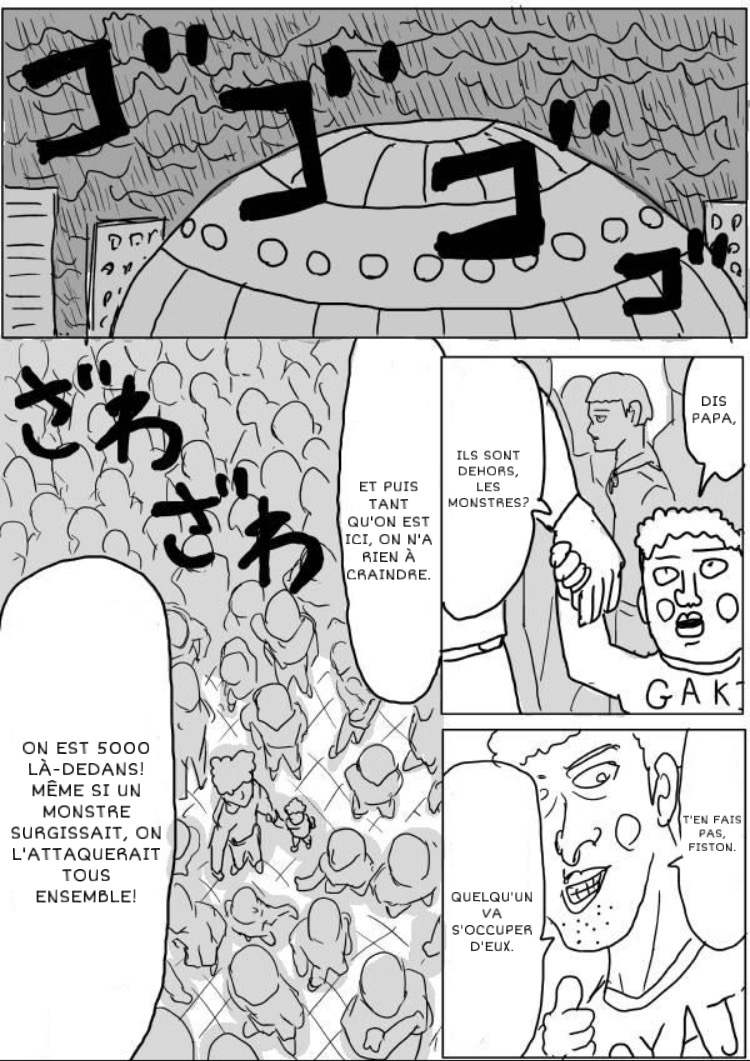 ゴゴゴゴ
DIS
PAPA,
ILS SONT
DEHORS,
LES
MONSTRES?
GAK
T'EN FAIS
PAS,
FISTON.
QUELQU'UN
VA
S'OCCUPER
D'EUX.
YAJ
ET PUIS
TANT
QU'ON EST
ICI, ON N'A
RIEN À
CRAINDRE.
ざわ
ざわ
ON EST 5000
LÀ-DEDANS!
MÊME SI UN
MONSTRE
SURGISSAIT, ON
L'ATTAQUERAIT
TOUS
ENSEMBLE!